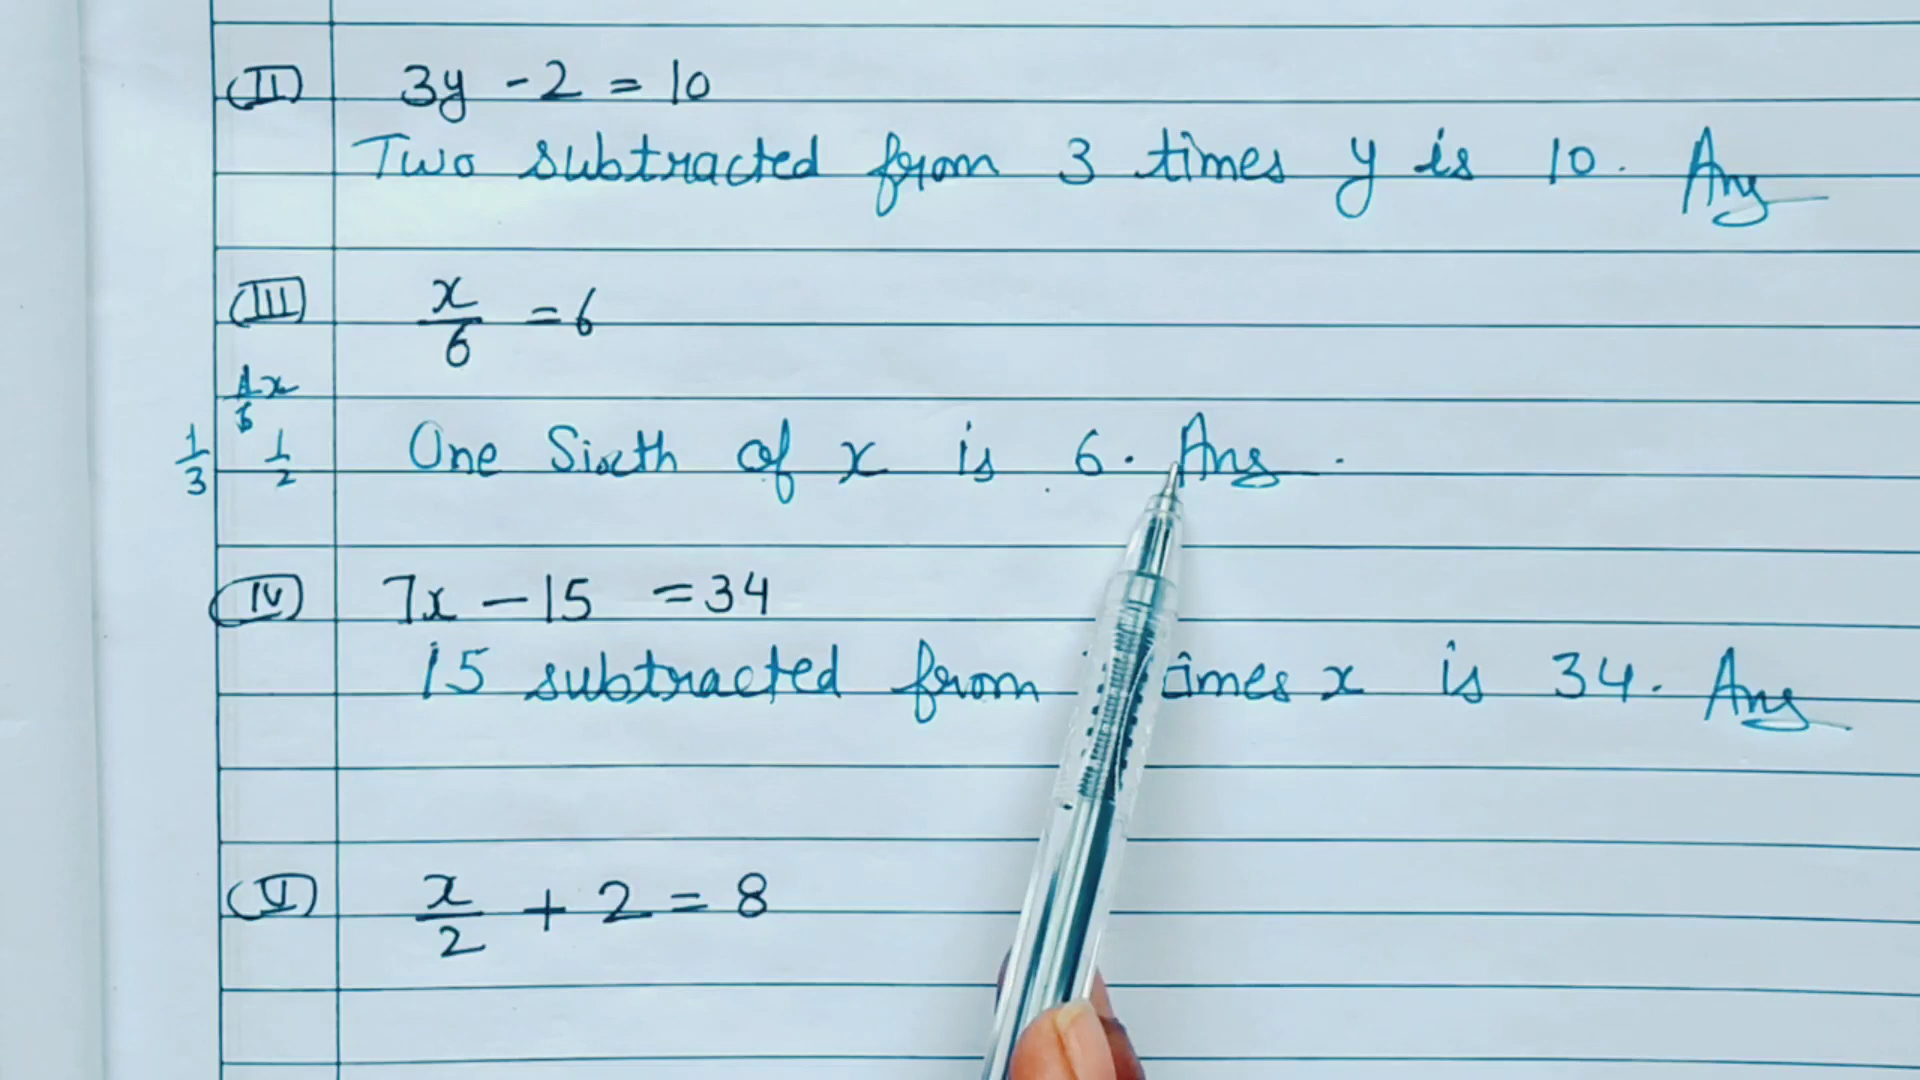 (II) 3y - 2 = 10
Two subtracted from 3 times y is 10. Ans
(III) x/6 = 6
1/6 x
1/3 1/2 One Sixth of x is 6. Ans.
(IV) 7x - 15 = 34
15 subtracted from times x is 34. Ans
(V) x/2 + 2 = 8